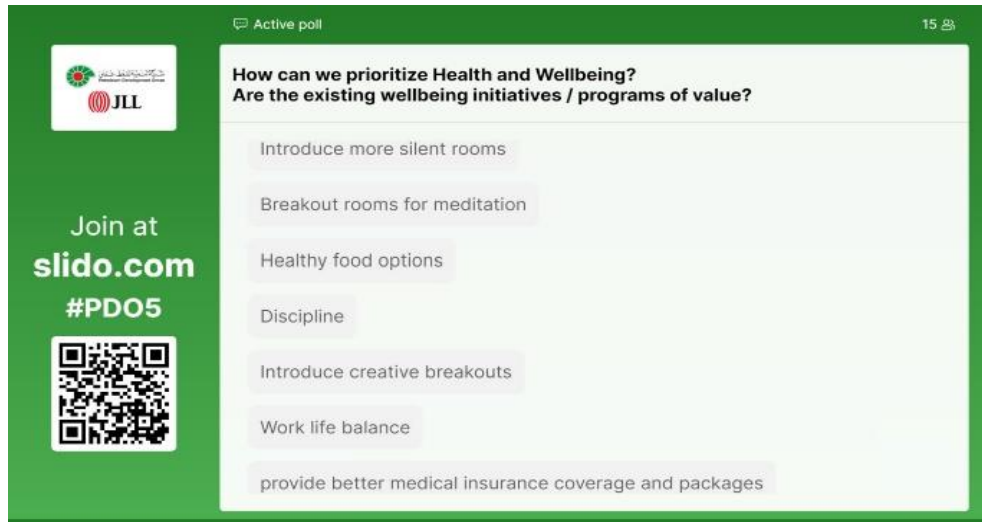 Active poll
15
JLL
How can we prioritize Health and Wellbeing?
Are the existing wellbeing initiatives / programs of value?
Introduce more silent rooms
Breakout rooms for meditation
Healthy food options
Discipline
Introduce creative breakouts
Work life balance
provide better medical insurance coverage and packages
Join at
slido.com
#PDO5